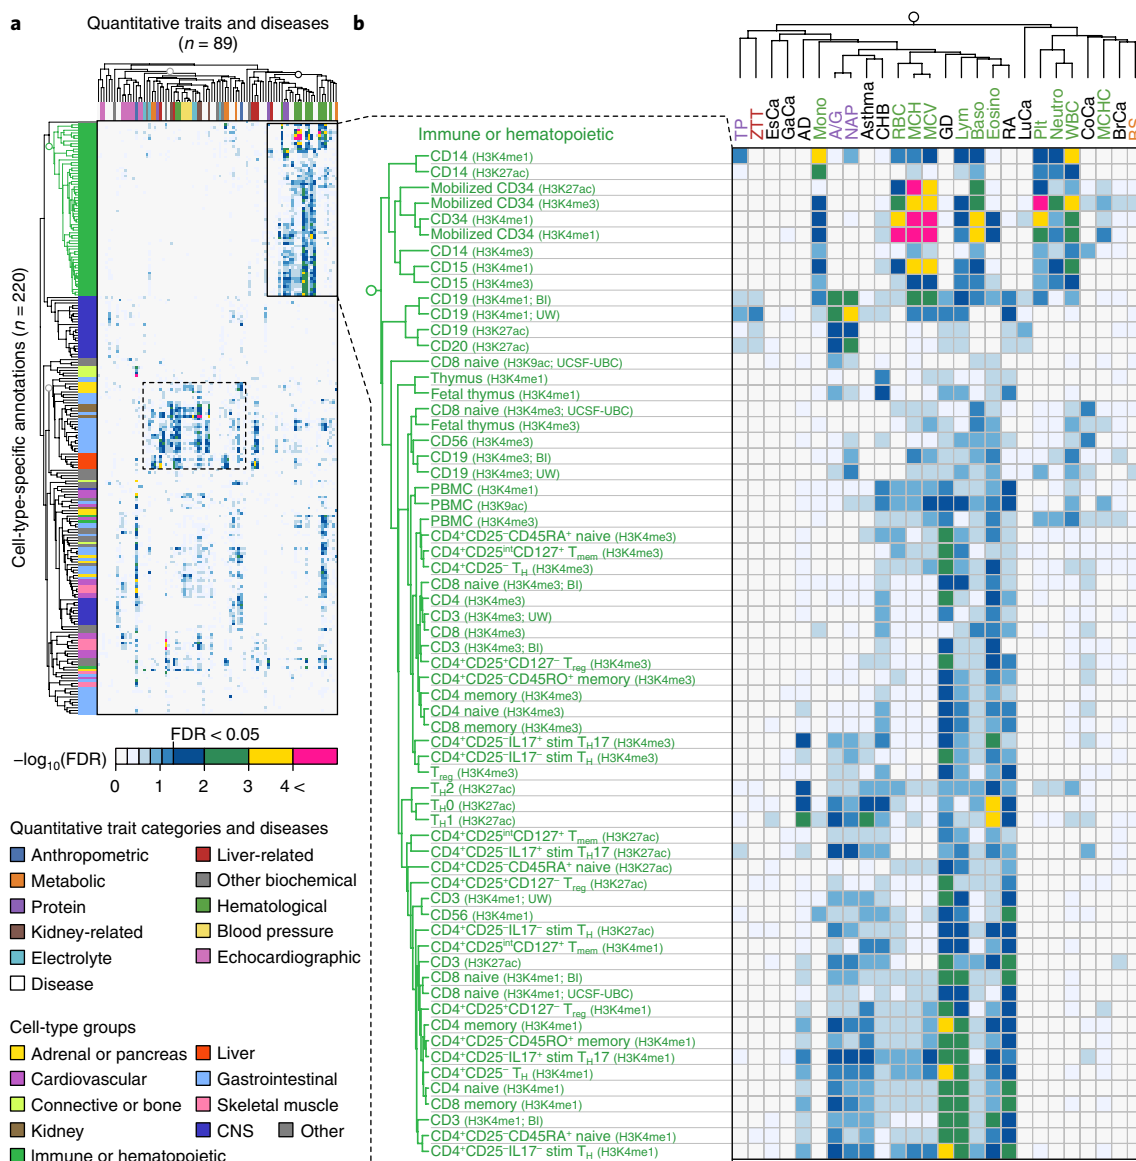 a
Quantitative traits and diseases
(n = 89)
Cell-type-specific annotations (n = 220)
FDR < 0.05
−log10(FDR)
0 1 2 3 4 <
Quantitative trait categories and diseases
Anthropometric
Liver-related
Metabolic
Other biochemical
Protein
Hematological
Kidney-related
Blood pressure
Electrolyte
Echocardiographic
Disease
Cell-type groups
Adrenal or pancreas
Liver
Cardiovascular
Gastrointestinal
Connective or bone
Skeletal muscle
Kidney
CNS
Other
Immune or hematopoietic
b
TP
ZTT
EsCa
GaCa
AD
Mono
A/G
NAP
Asthma
CHB
RBC
MCH
MCV
GD
Lym
Baso
Eosino
RA
LuCa
Plt
Neutro
WBC
CoCa
MCHC
BrCa
BS
Immune or hematopoietic
CD14 (H3K4me1)
CD14 (H3K27ac)
Mobilized CD34 (H3K27ac)
Mobilized CD34 (H3K4me3)
CD34 (H3K4me1)
Mobilized CD34 (H3K4me1)
CD14 (H3K4me3)
CD15 (H3K4me1)
CD15 (H3K4me3)
CD19 (H3K4me1; BI)
CD19 (H3K4me1; UW)
CD19 (H3K27ac)
CD20 (H3K27ac)
CD8 naive (H3K9ac; UCSF-UBC)
Thymus (H3K4me1)
Fetal thymus (H3K4me1)
CD8 naive (H3K4me3; UCSF-UBC)
Fetal thymus (H3K4me3)
CD56 (H3K4me3)
CD19 (H3K4me3; BI)
CD19 (H3K4me3; UW)
PBMC (H3K4me1)
PBMC (H3K9ac)
PBMC (H3K4me3)
CD4⁺CD25⁻CD45RA⁺ naive (H3K4me3)
CD4⁺CD25intCD127⁺ Tmem (H3K4me3)
CD4⁺CD25⁻ TH (H3K4me3)
CD8 naive (H3K4me3; BI)
CD4 (H3K4me3)
CD3 (H3K4me3; UW)
CD8 (H3K4me3)
CD3 (H3K4me3; BI)
CD4⁺CD25⁺CD127⁻ Treg (H3K4me3)
CD4⁺CD25⁻CD45RO⁺ memory (H3K4me3)
CD4 memory (H3K4me3)
CD4 naive (H3K4me3)
CD8 memory (H3K4me3)
CD4⁺CD25⁻IL17⁺ stim TH17 (H3K4me3)
CD4⁺CD25⁻IL17⁻ stim TH (H3K4me3)
Treg (H3K4me3)
TH2 (H3K27ac)
TH0 (H3K27ac)
TH1 (H3K27ac)
CD4⁺CD25intCD127⁺ Tmem (H3K27ac)
CD4⁺CD25⁻IL17⁺ stim TH17 (H3K27ac)
CD4⁺CD25⁻CD45RA⁺ naive (H3K27ac)
CD4⁺CD25⁺CD127⁻ Treg (H3K27ac)
CD3 (H3K4me1; UW)
CD56 (H3K4me1)
CD4⁺CD25⁻IL17⁻ stim TH (H3K27ac)
CD4⁺CD25intCD127⁺ Tmem (H3K4me1)
CD3 (H3K27ac)
CD8 naive (H3K4me1; BI)
CD8 naive (H3K4me1; UCSF-UBC)
CD4⁺CD25⁺CD127⁻ Treg (H3K4me1)
CD4 memory (H3K4me1)
CD4⁺CD25⁻CD45RO⁺ memory (H3K4me1)
CD4⁺CD25⁻IL17⁺ stim TH17 (H3K4me1)
CD4⁺CD25⁻ TH (H3K4me1)
CD4 naive (H3K4me1)
CD8 memory (H3K4me1)
CD3 (H3K4me1; BI)
CD4⁺CD25⁻CD45RA⁺ naive (H3K4me1)
CD4⁺CD25⁻IL17⁻ stim TH (H3K4me1)